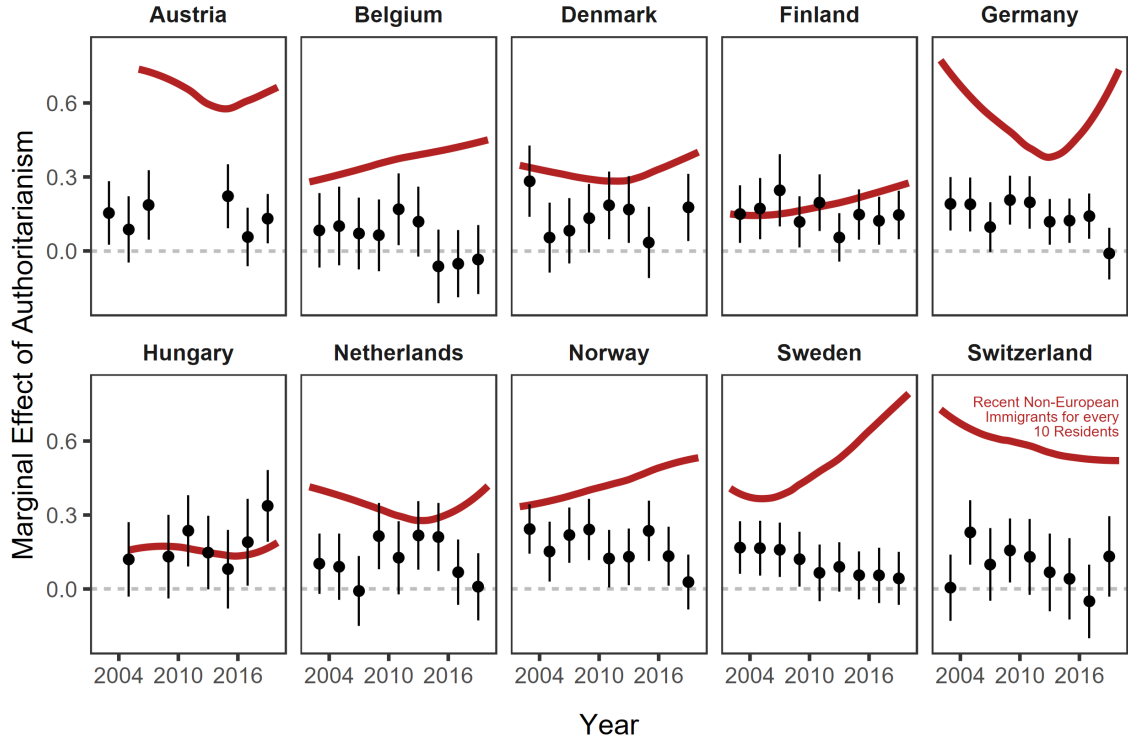 Austria
Belgium
Denmark
Finland
Germany
0.6
0.3
0.0
Marginal Effect of Authoritarianism
Hungary
Netherlands
Norway
Sweden
Switzerland
Recent Non-European
Immigrants for every
10 Residents
0.6
0.3
0.0
2004 2010 2016
2004 2010 2016
2004 2010 2016
2004 2010 2016
2004 2010 2016
Year